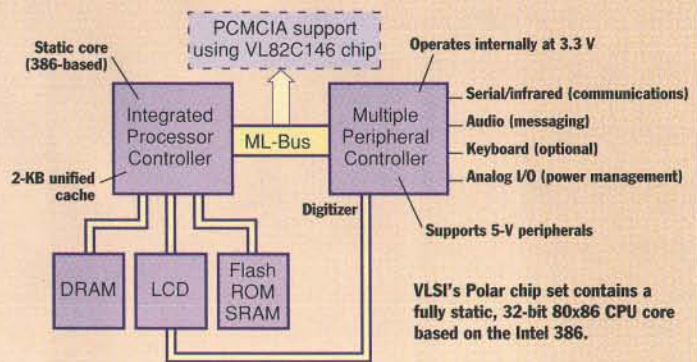 PCMCIA support
using VL82C146 chip
Static core
(386-based)
Operates internally at 3.3 V
Integrated
Processor
Controller
ML-Bus
Multiple
Peripheral
Controller
Serial/infrared (communications)
Audio (messaging)
Keyboard (optional)
Analog I/O (power management)
2-KB unified
cache
Digitizer
Supports 5-V peripherals
DRAM
LCD
Flash
ROM
SRAM
VLSI's Polar chip set contains a
fully static, 32-bit 80x86 CPU core
based on the Intel 386.